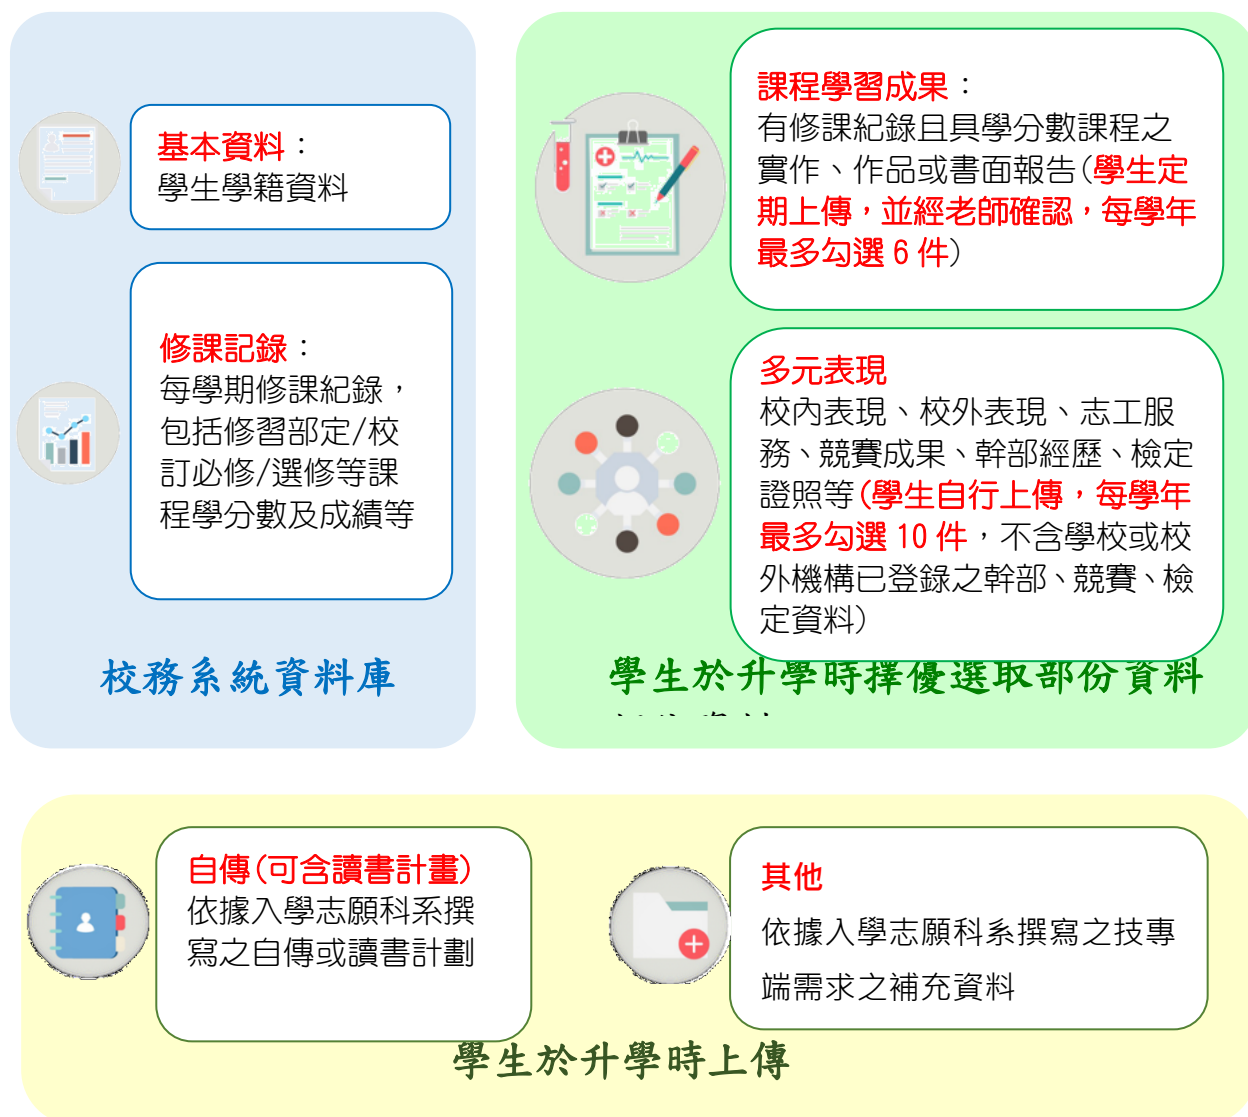 基本資料：
學生學籍資料
修課記錄：
每學期修課紀錄，
包括修習部定/校
訂必修/選修等課
程學分數及成績等
校務系統資料庫
課程學習成果：
有修課紀錄且具學分數課程之
實作、作品或書面報告(學生定
期上傳，並經老師確認，每學年
最多勾選 6 件)
多元表現
校內表現、校外表現、志工服
務、競賽成果、幹部經歷、檢定
證照等(學生自行上傳，每學年
最多勾選 10 件，不含學校或校
外機構已登錄之幹部、競賽、檢
定資料)
學生於升學時擇優選取部份資料
自傳(可含讀書計畫)
依據入學志願科系撰
寫之自傳或讀書計劃
其他
依據入學志願科系撰寫之技專
端需求之補充資料
學生於升學時上傳